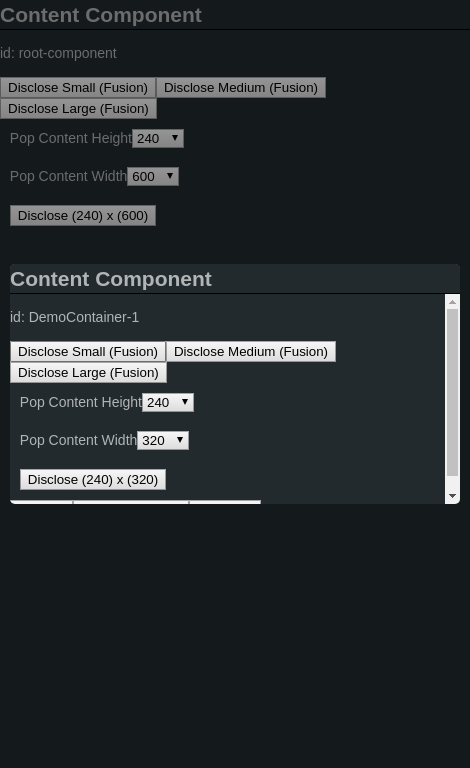 Content Component
id: root-component
Disclose Small (Fusion) Disclose Medium (Fusion)
Disclose Large (Fusion)
Pop Content Height 240
Pop Content Width 600
Disclose (240) x (600)
Content Component
id: DemoContainer-1
Disclose Small (Fusion) Disclose Medium (Fusion)
Disclose Large (Fusion)
Pop Content Height 240
Pop Content Width 320
Disclose (240) x (320)